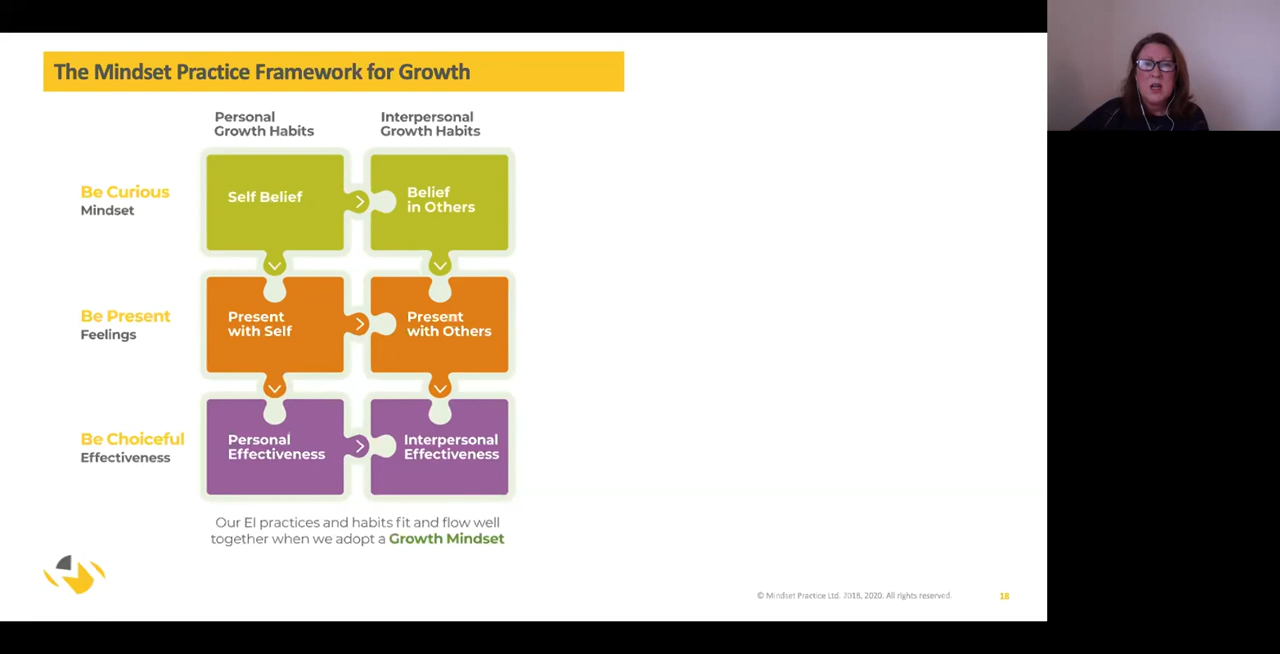 The Mindset Practice Framework for Growth
Personal
Growth Habits
Interpersonal
Growth Habits
Be Curious
Mindset
Self Belief
Belief
in Others
Be Present
Feelings
Present
with Self
Present
with Others
Be Choiceful
Effectiveness
Personal
Effectiveness
Interpersonal
Effectiveness
Our EI practices and habits fit and flow well
together when we adopt a Growth Mindset
© Mindset Practice Ltd. 2018, 2020. All rights reserved.
18